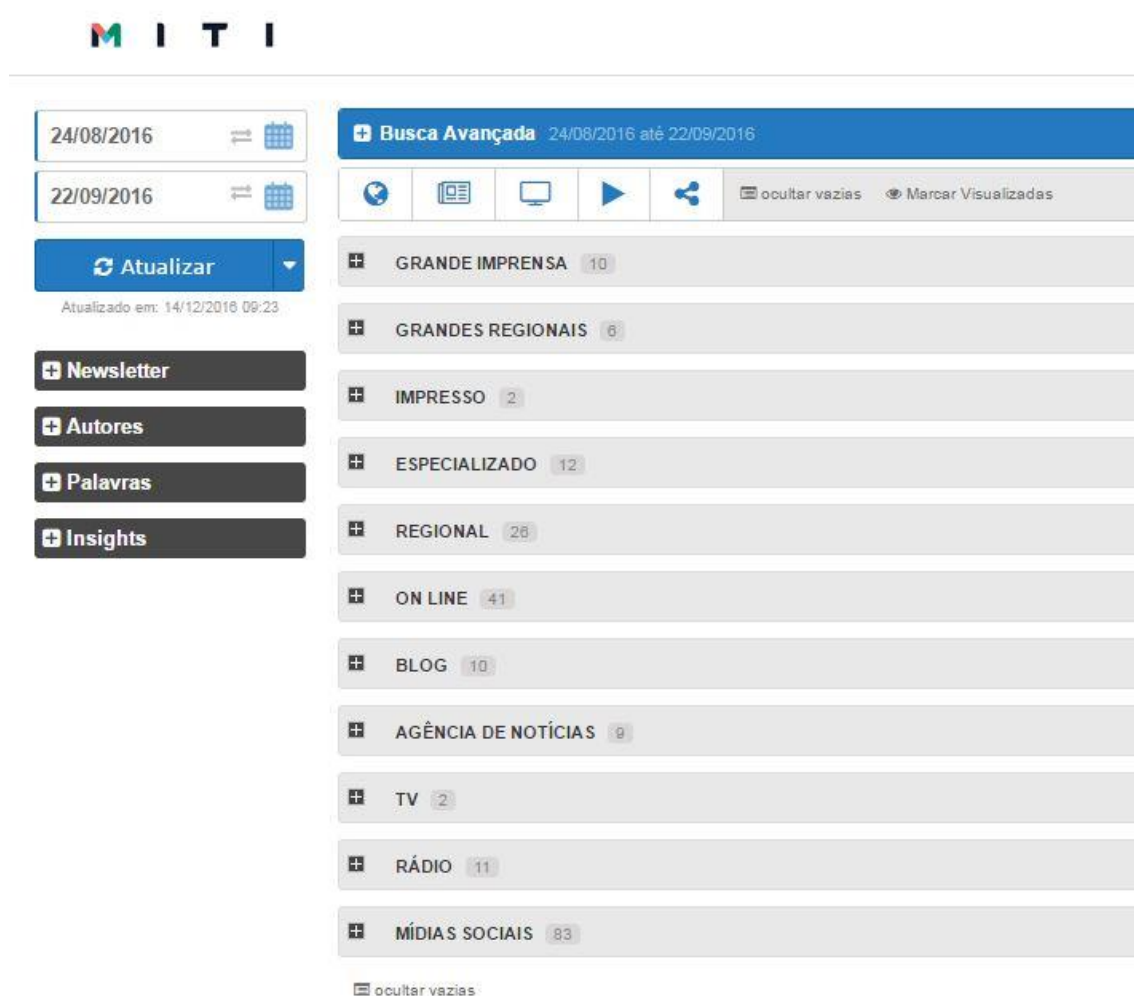 MITI
24/08/2016
22/09/2016
Atualizar
Atualizado em: 14/12/2016 09:23
Newsletter
Autores
Palavras
Insights
Busca Avançada 24/08/2016 até 22/09/2016
ocultar vazias Marcar Visualizadas
GRANDE IMPRENSA 10
GRANDES REGIONAIS 6
IMPRESSO 2
ESPECIALIZADO 12
REGIONAL 26
ON LINE 41
BLOG 10
AGÊNCIA DE NOTÍCIAS 9
TV 2
RÁDIO 11
MÍDIAS SOCIAIS 83
ocultar vazias